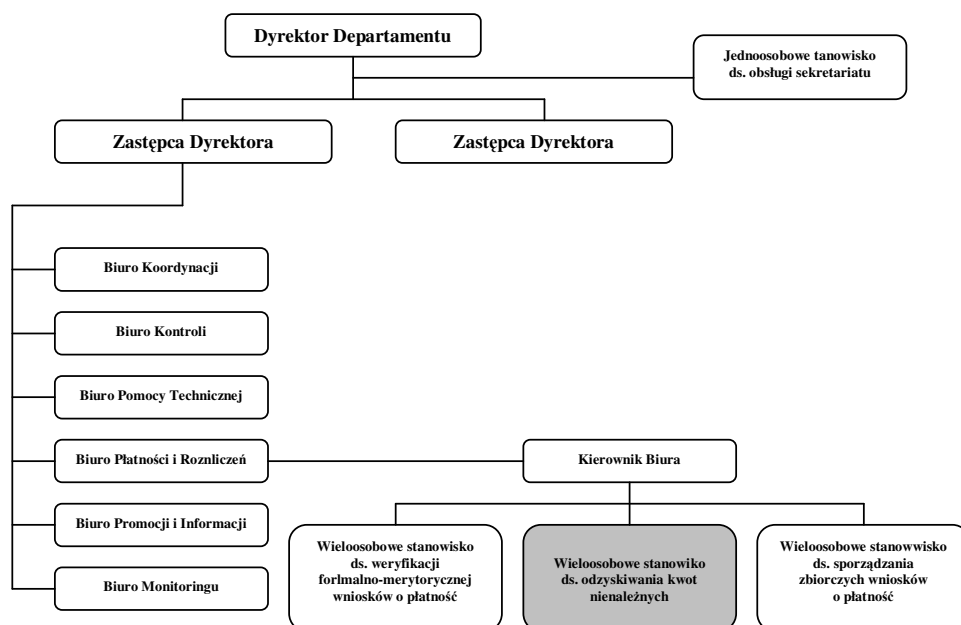 Dyrektor Departamentu
Jednoosobowe tanowisko
ds. obsługi sekretariatu
Zastępca Dyrektora
Zastępca Dyrektora
Biuro Koordynacji
Biuro Kontroli
Biuro Pomocy Technicznej
Biuro Płatności i Roznliczeń
Kierownik Biura
Biuro Promocji i Informacji
Biuro Monitoringu
Wieloosobowe stanowisko
ds. weryfikacji
forlmalno-merytorycznej
wniosków o płatność
Wieloosobowe stanowiko
ds. odzyskiwania kwot
nienależnych
Wieloosobowe stanowwisko
ds. sporządzania
zbiorczych wniosków
o płatność